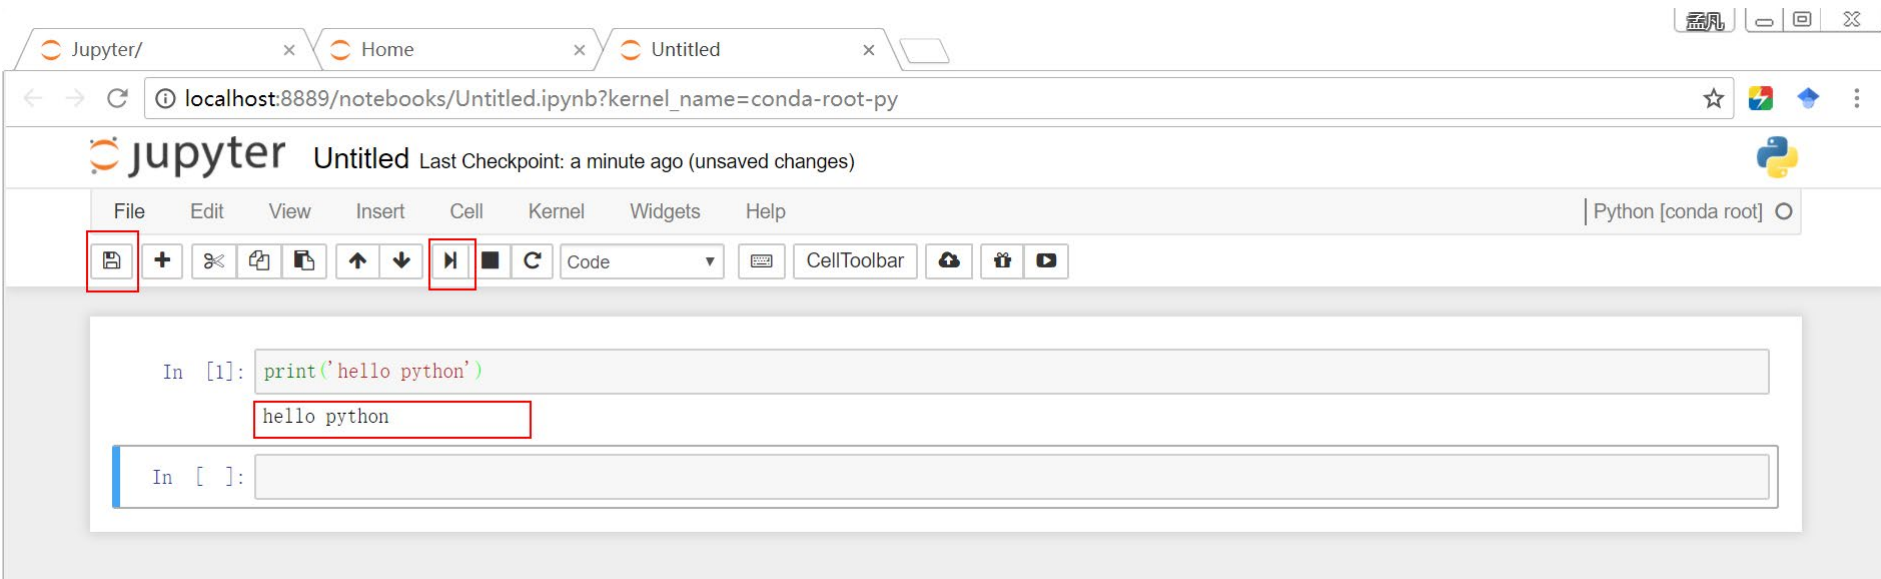 孟凡
Jupyter/
Home
Untitled
localhost:8889/notebooks/Untitled.ipynb?kernel_name=conda-root-py
jupyter Untitled Last Checkpoint: a minute ago (unsaved changes)
File Edit View Insert Cell Kernel Widgets Help Python [conda root]
Code CellToolbar
In [1]: print('hello python')
hello python
In [ ]: